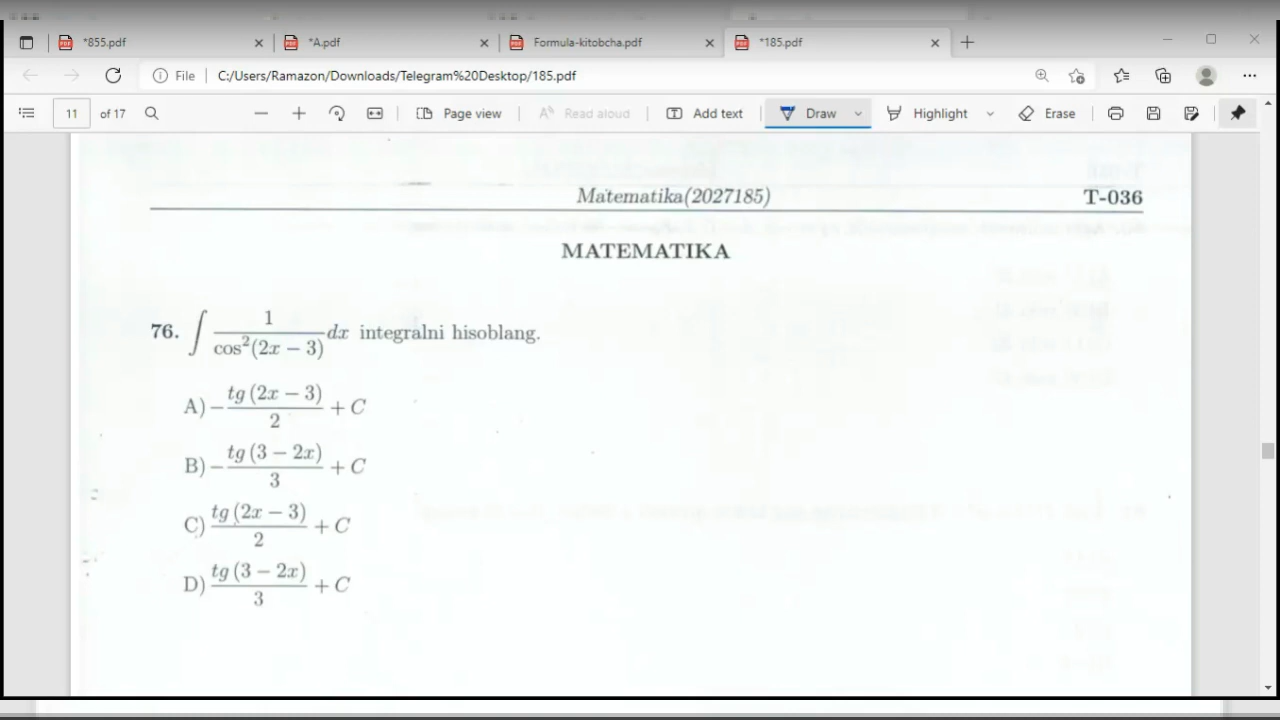 *855.pdf *A.pdf Formula-kitobcha.pdf *185.pdf
File C:/Users/Ramazon/Downloads/Telegram%20Desktop/185.pdf
11 of 17 Page view Read aloud Add text Draw Highlight Erase
Matematika(2027185) T-036
MATEMATIKA
76. ∫ 1/cos²(2x − 3) dx integralni hisoblang.
A) − tg (2x − 3)/2 + C
B) − tg (3 − 2x)/3 + C
C) tg (2x − 3)/2 + C
D) tg (3 − 2x)/3 + C